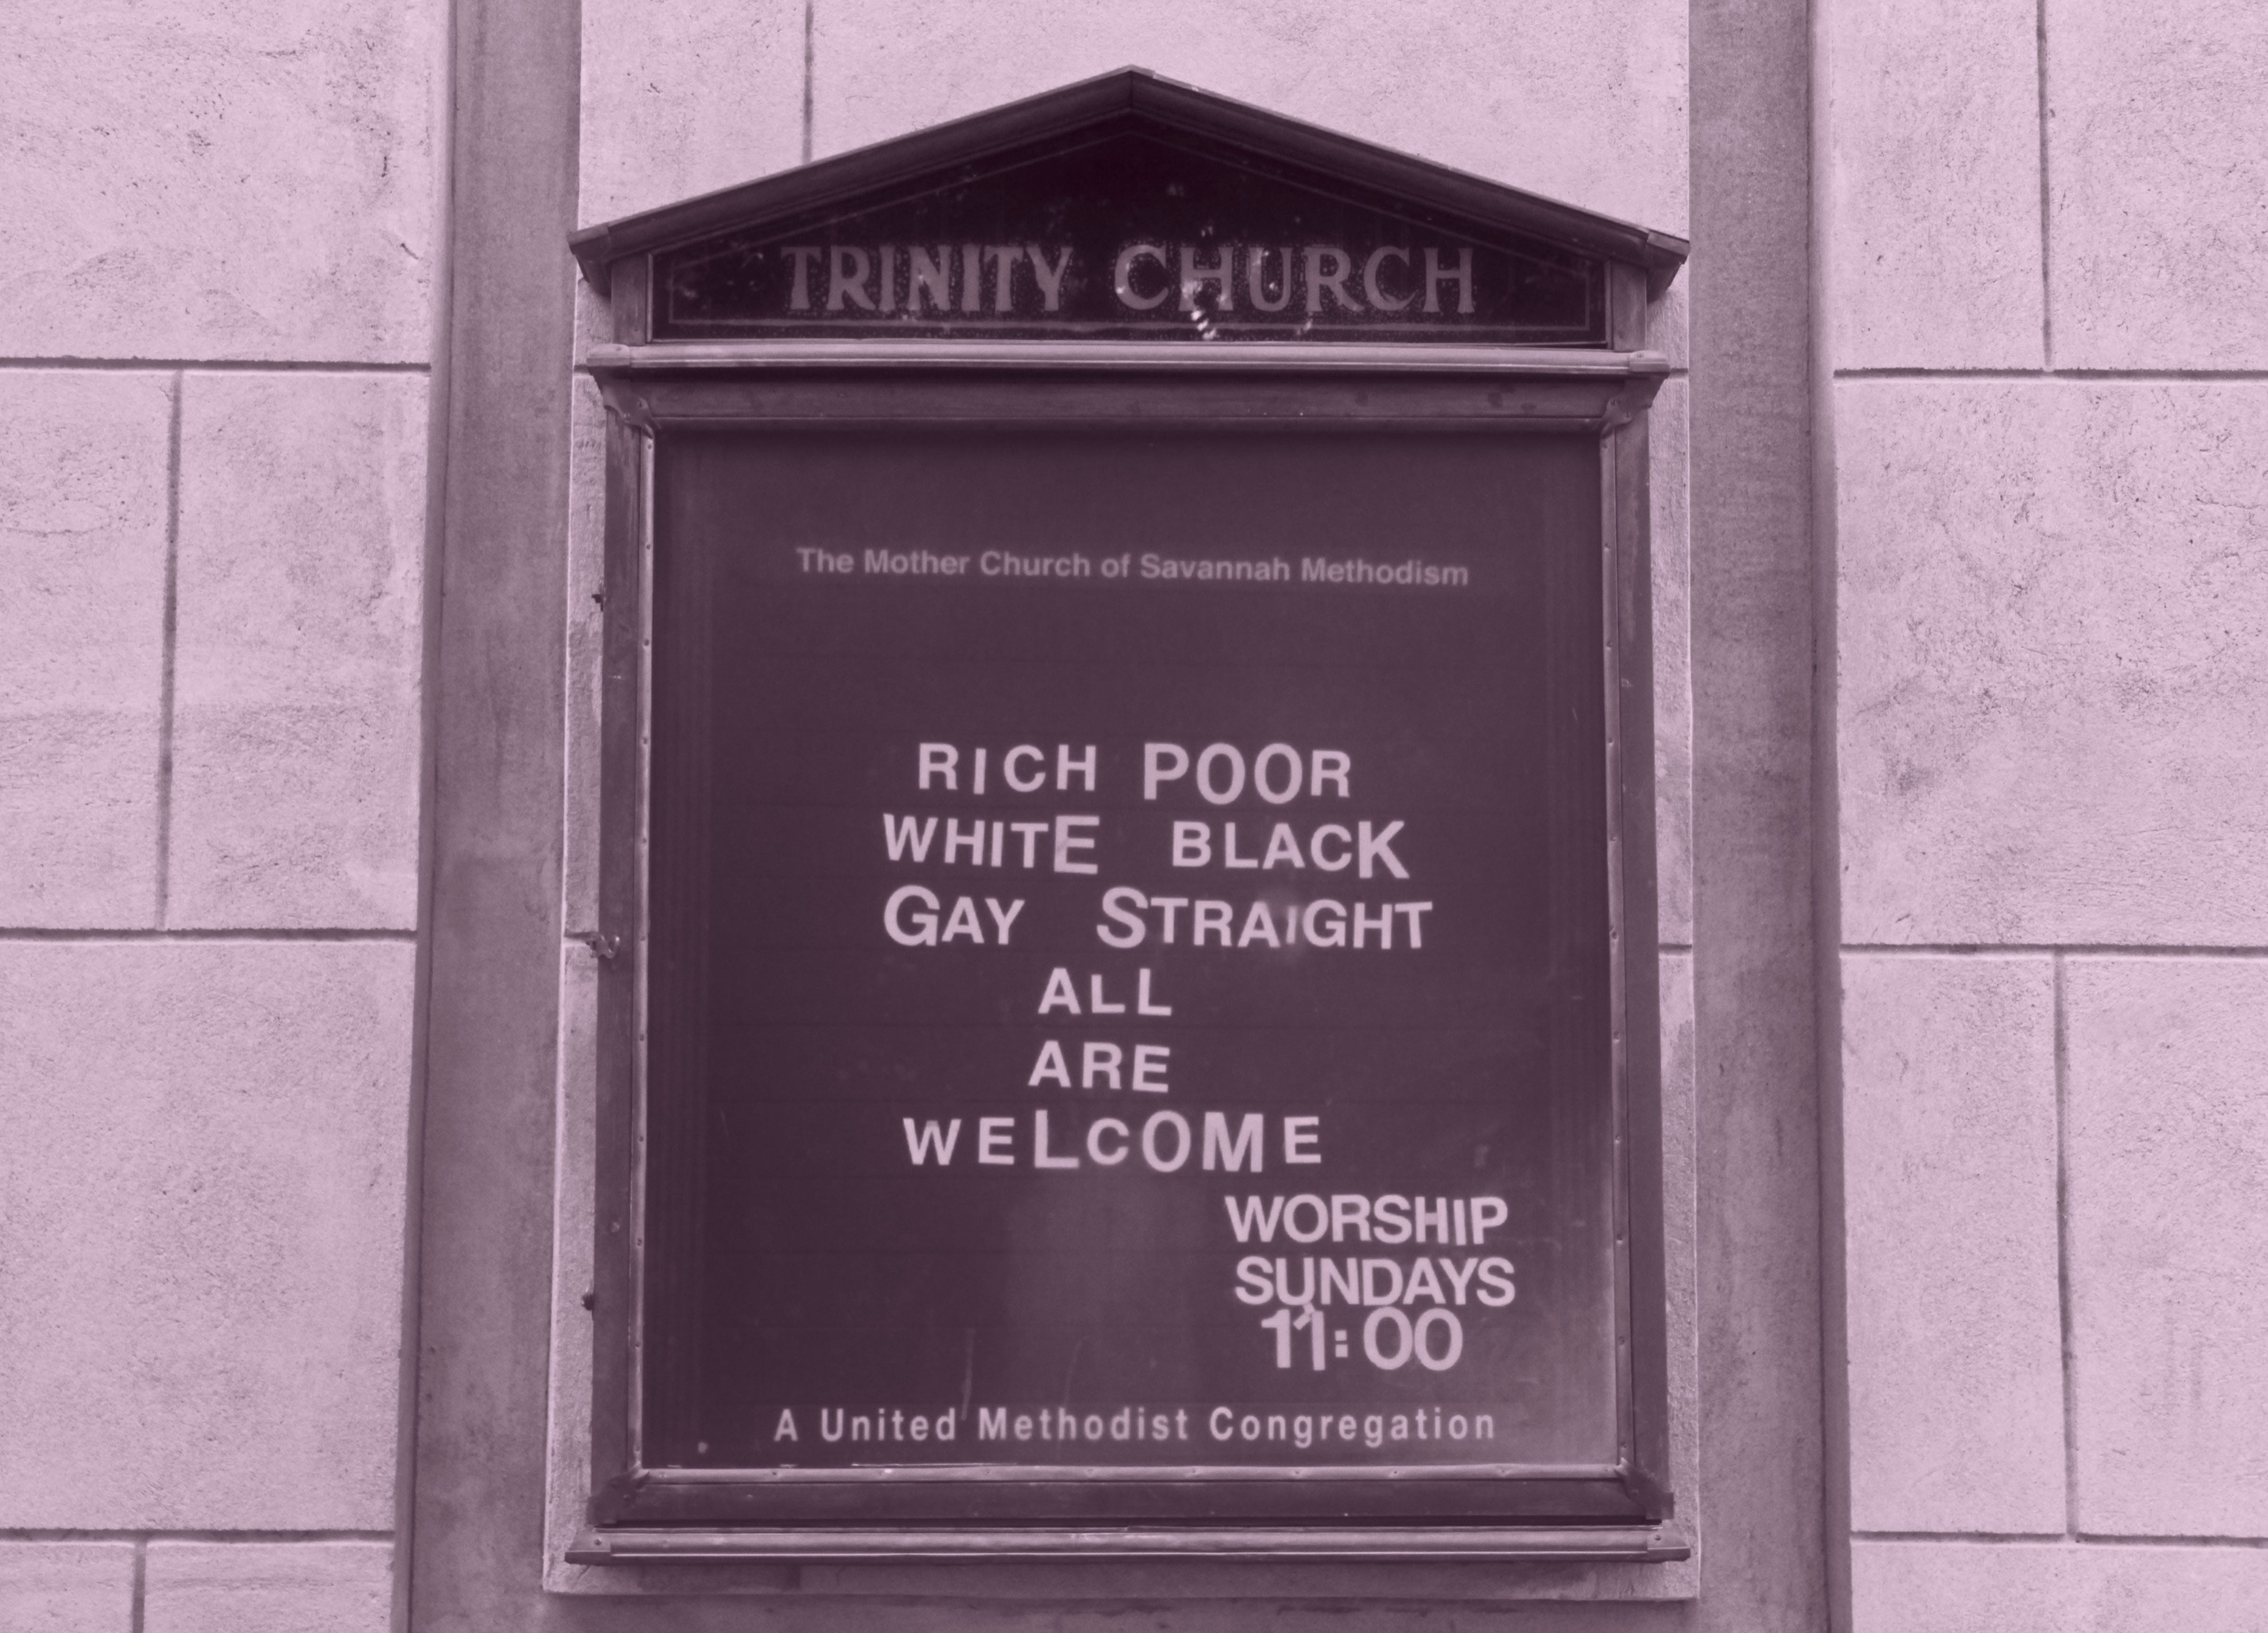 TRINITY CHURCH
The Mother Church of Savannah Methodism
RICH POOR
WHITE BLACK
GAY STRAIGHT
ALL
ARE
WELCOME
WORSHIP
SUNDAYS
11:00
A United Methodist Congregation